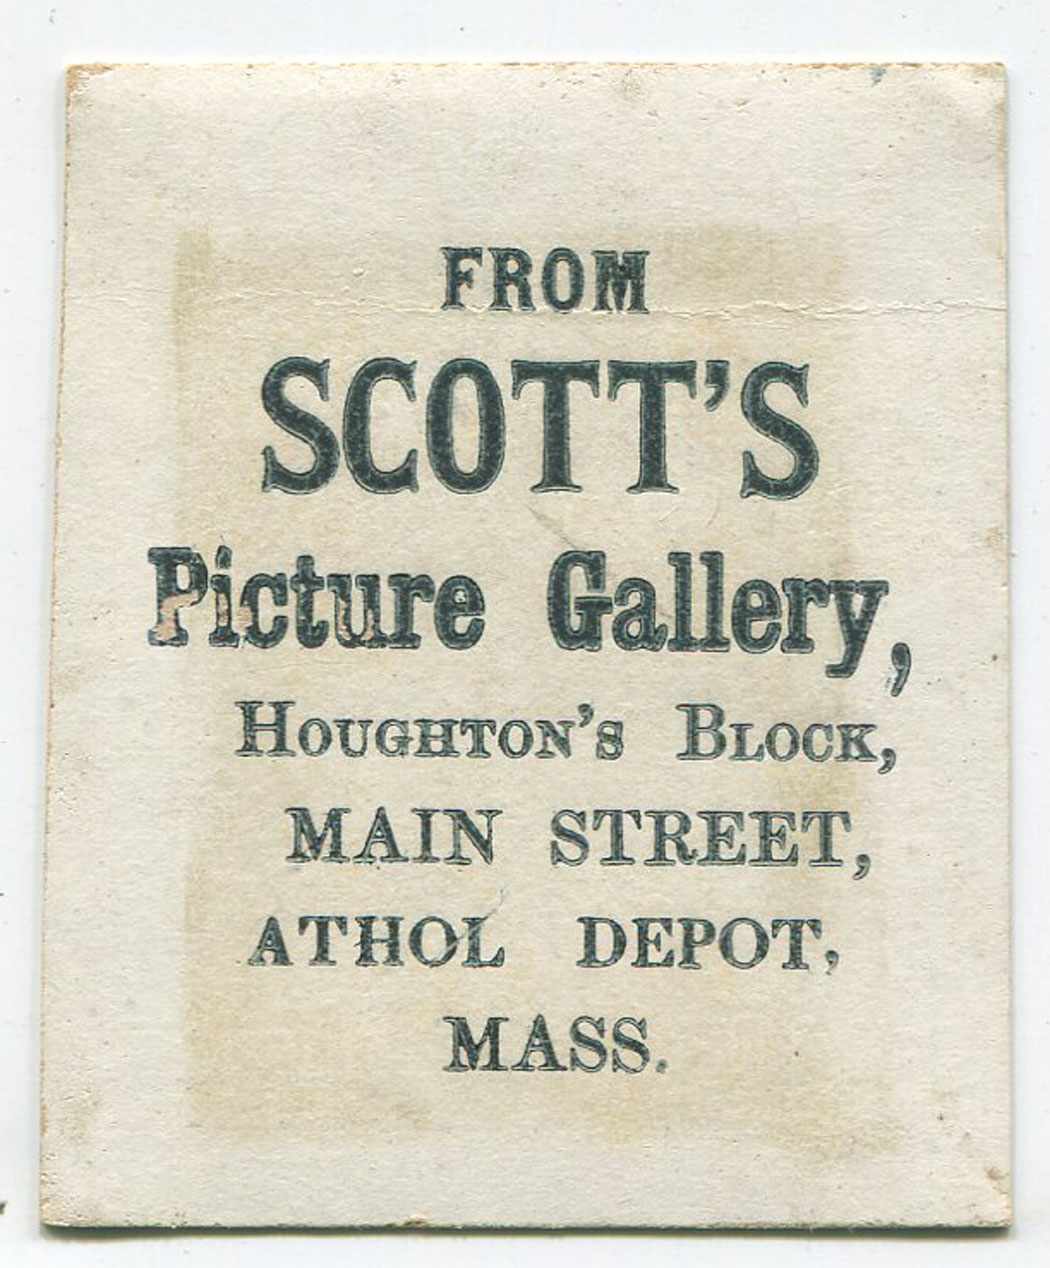 FROM
SCOTT'S
Picture Gallery,
HOUGHTON'S BLOCK,
MAIN STREET,
ATHOL DEPOT,
MASS.